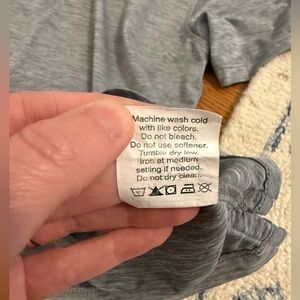 Machine wash cold
with like colors.
Do not bleach.
Do not use softener.
Tumble dry low.
Iron at medium
setting if needed.
Do not dry clean.